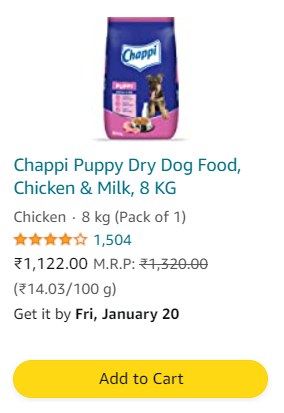 Chappi
PUPPY
Chappi Puppy Dry Dog Food,
Chicken & Milk, 8 KG
Chicken · 8 kg (Pack of 1)
1,504
₹1,122.00 M.R.P: ₹1,320.00
(₹14.03/100 g)
Get it by Fri, January 20
Add to Cart